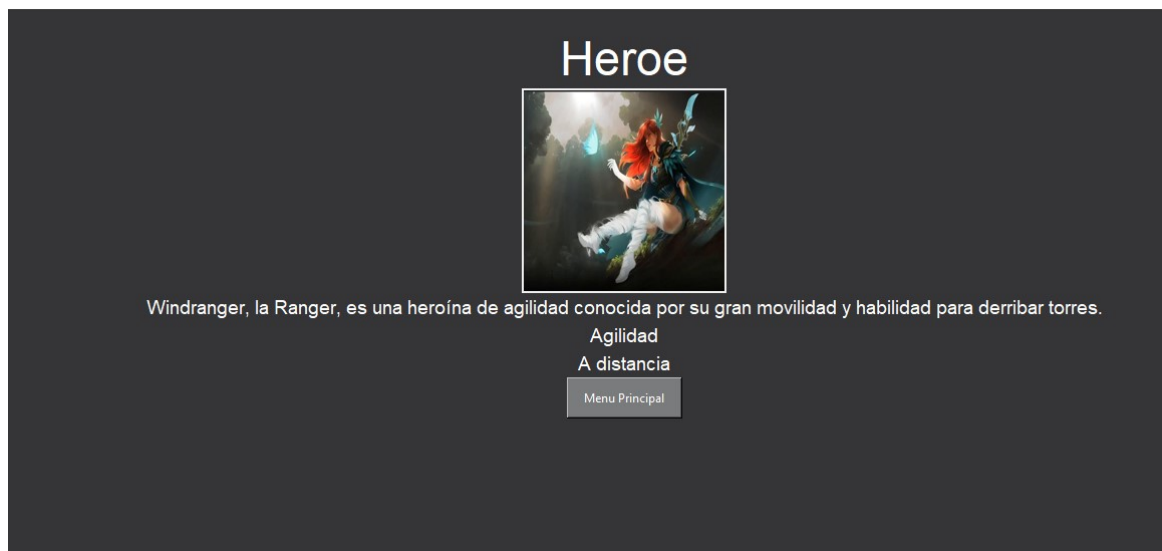 Heroe
Windranger, la Ranger, es una heroína de agilidad conocida por su gran movilidad y habilidad para derribar torres.
Agilidad
A distancia
Menu Principal